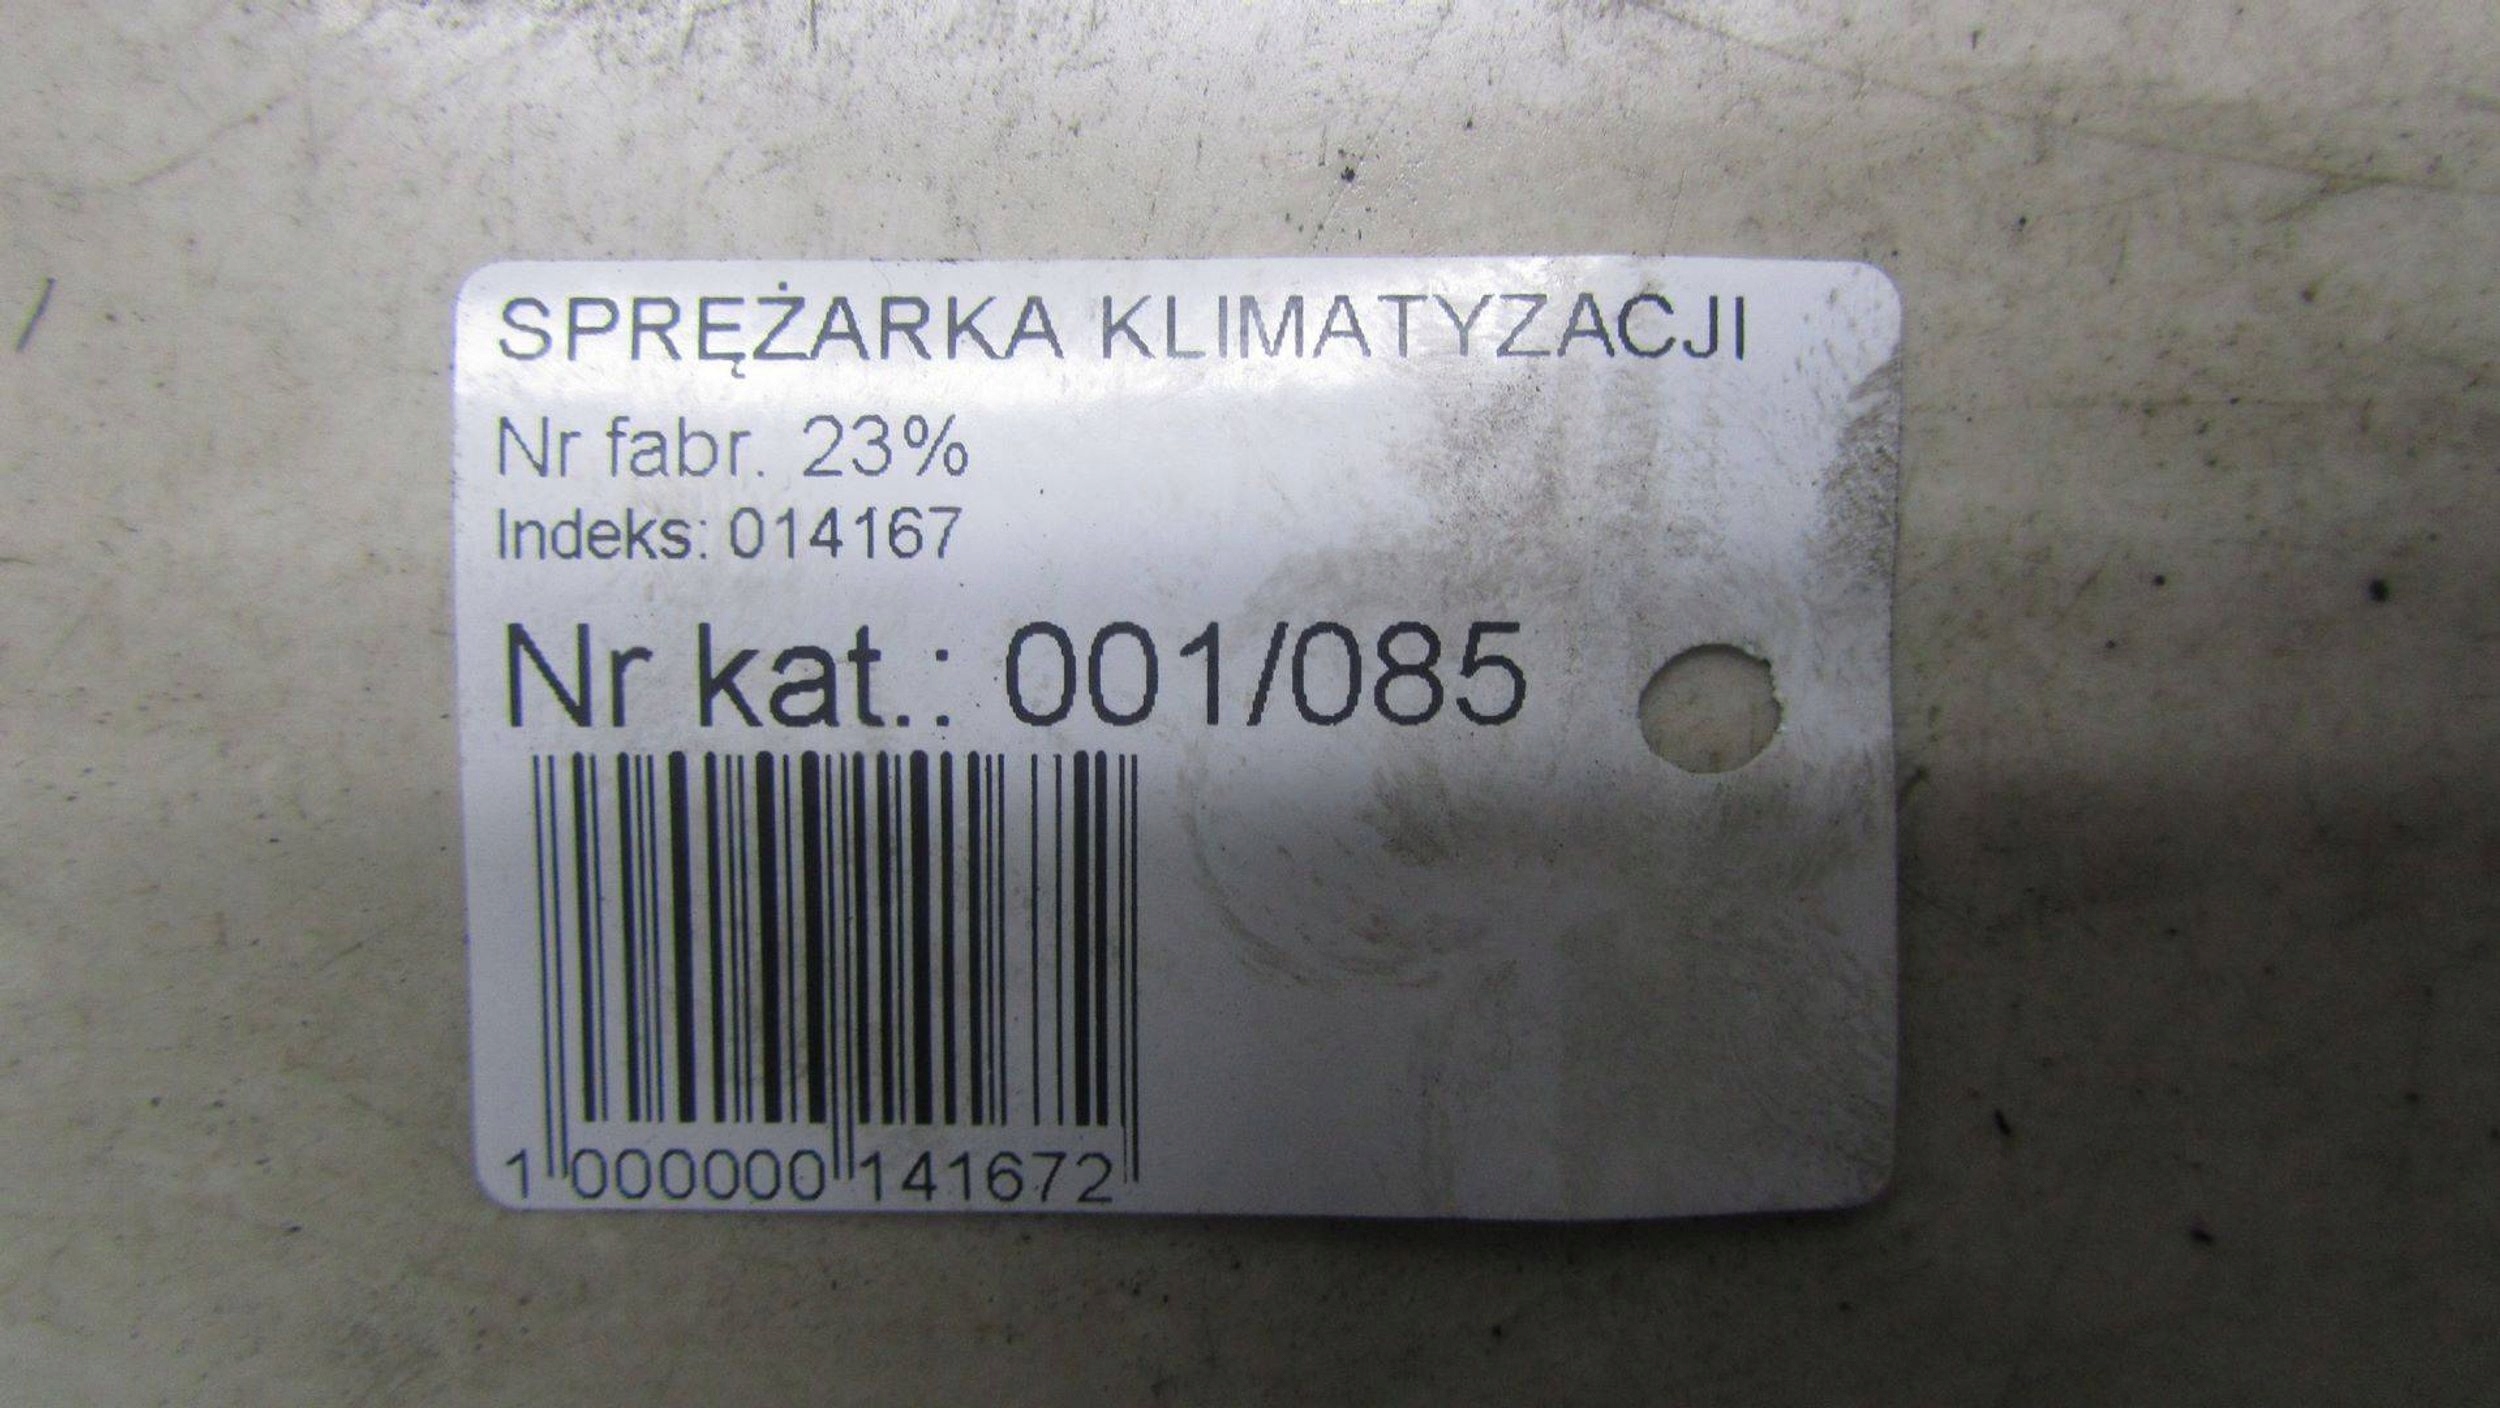 SPRĘŻARKA KLIMATYZACJI
Nr fabr. 23%
Indeks: 014167
Nr kat.: 001/085
1 000000 141672